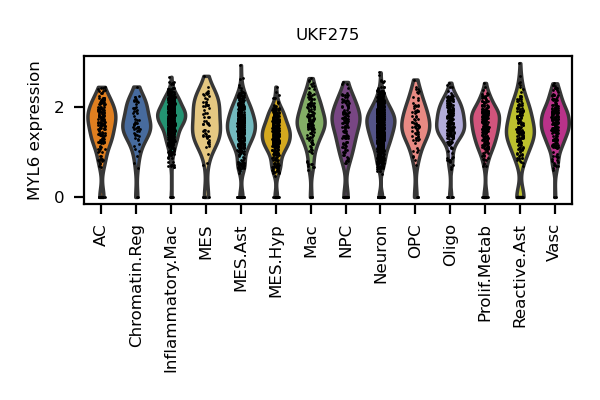 UKF275
MYL6 expression
2
0
AC
Chromatin.Reg
Inflammatory.Mac
MES
MES.Ast
MES.Hyp
Mac
NPC
Neuron
OPC
Oligo
Prolif.Metab
Reactive.Ast
Vasc